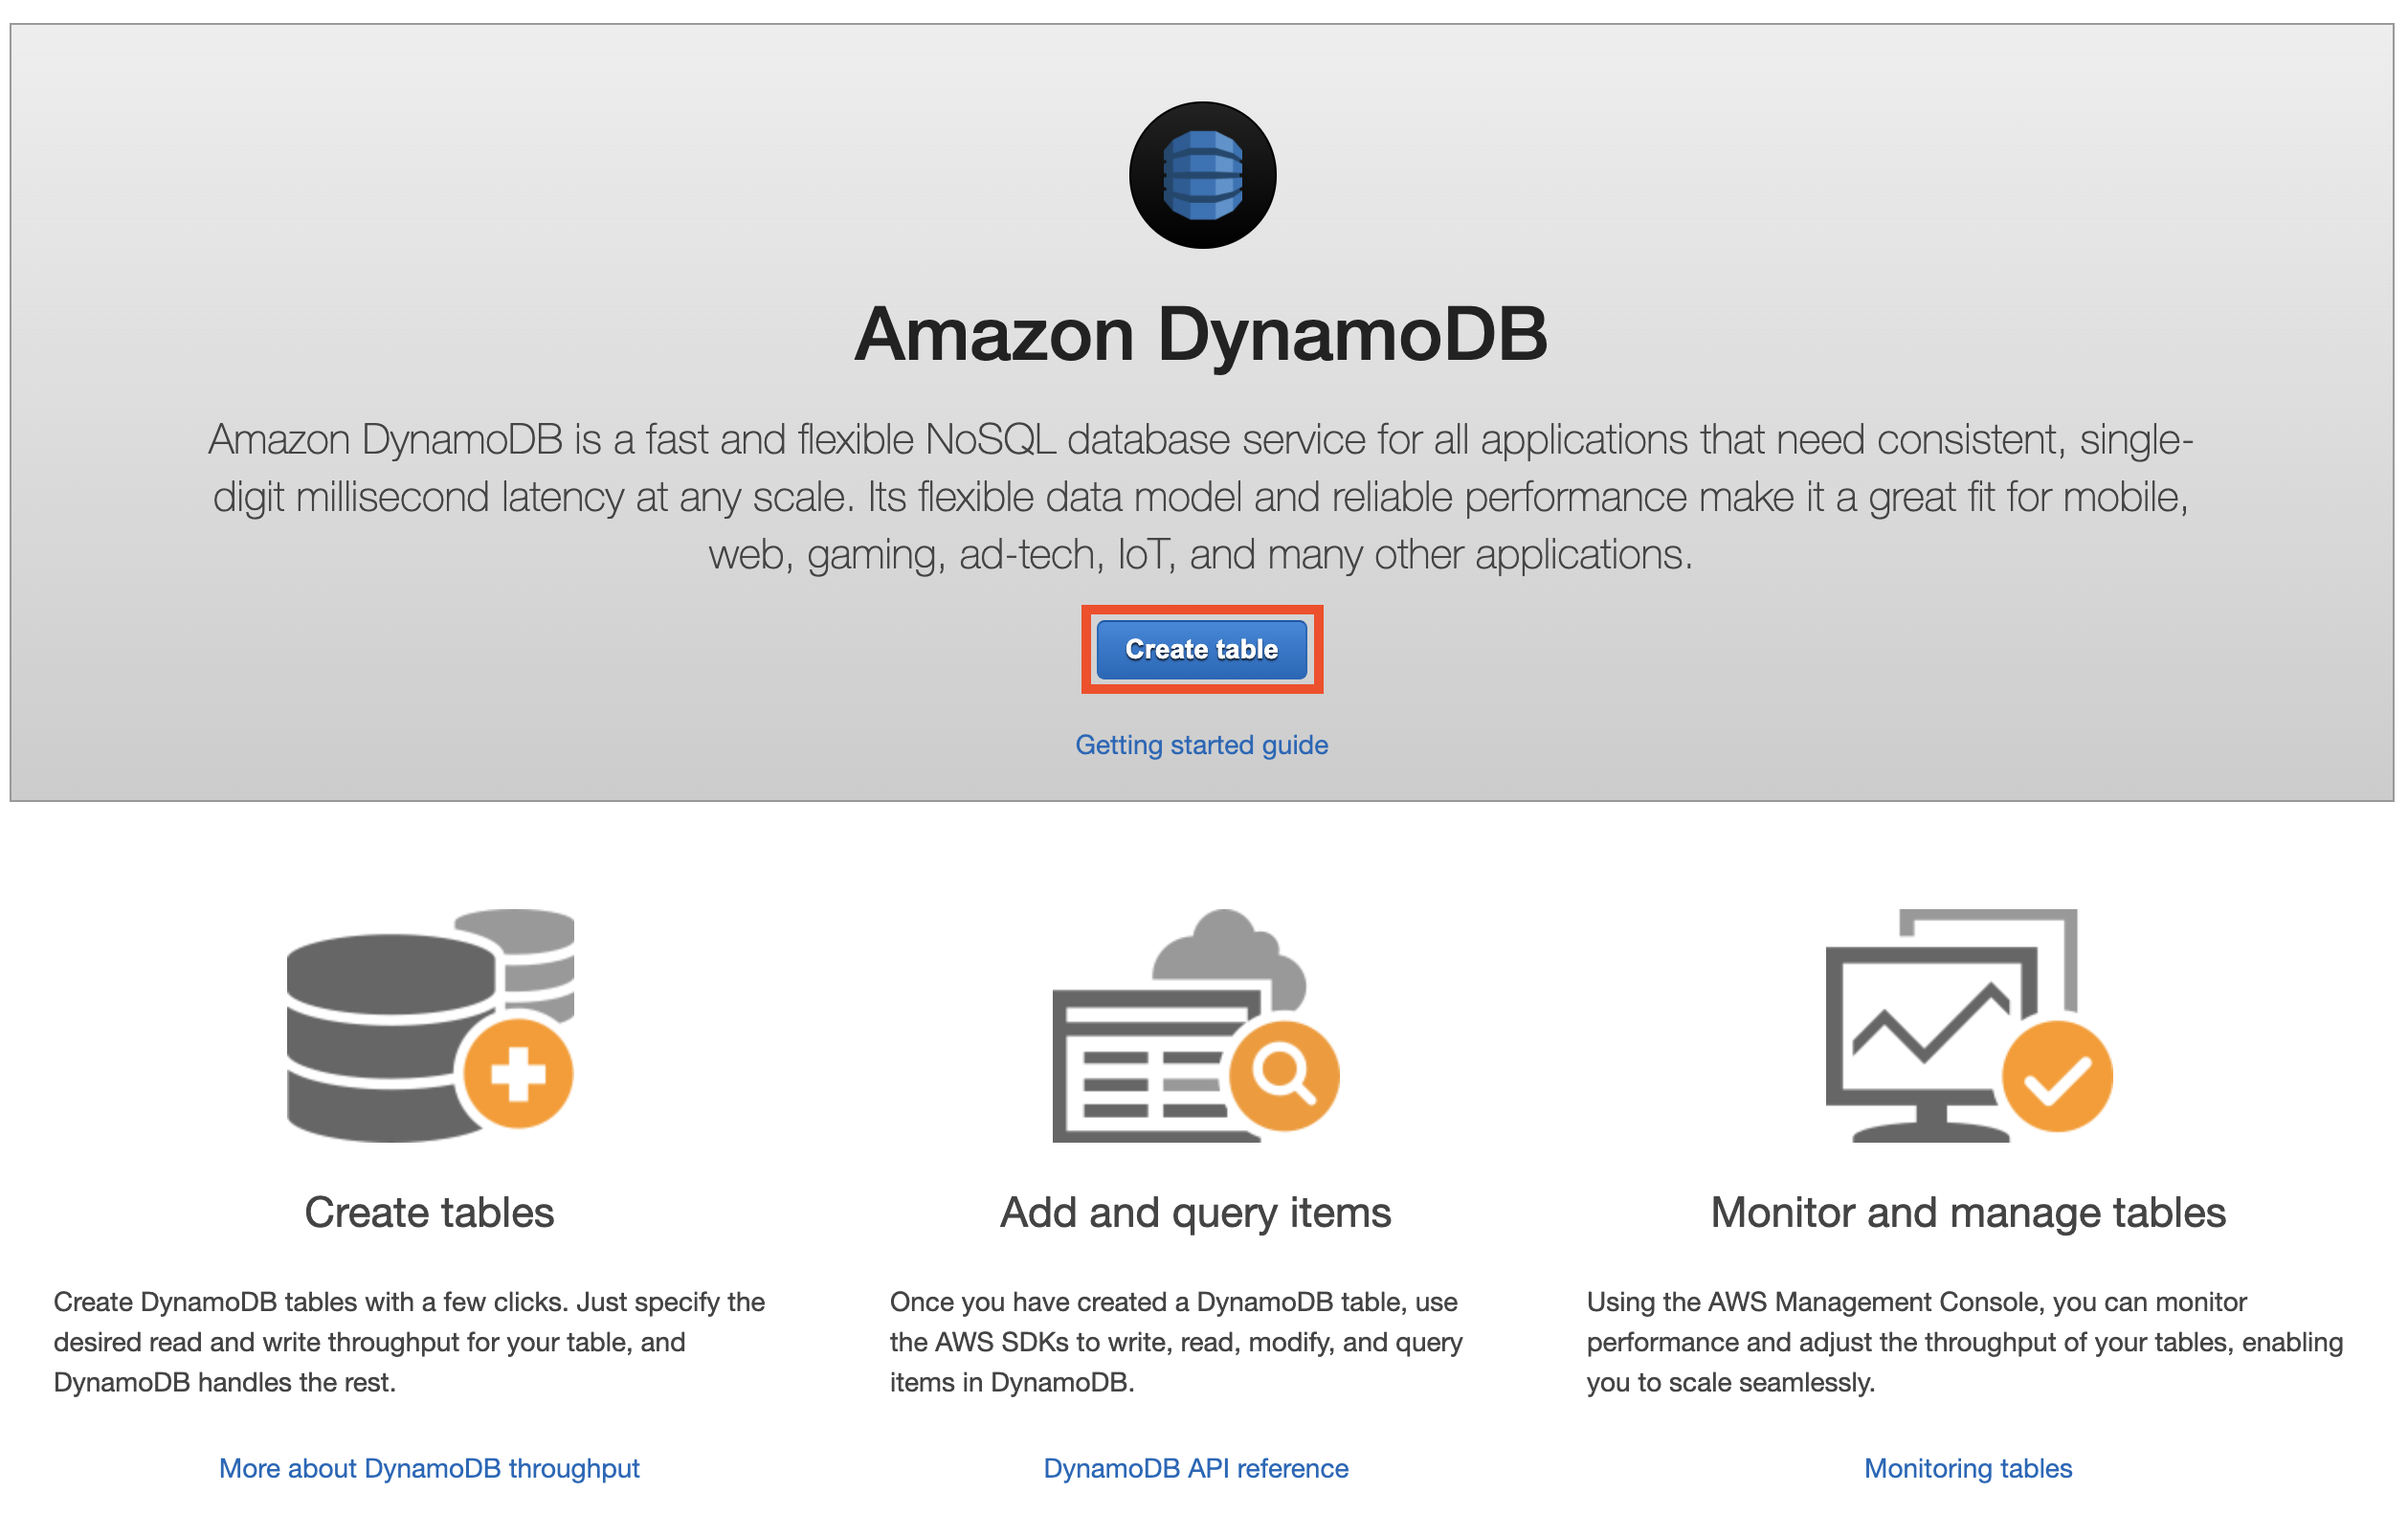 Amazon DynamoDB
Amazon DynamoDB is a fast and flexible NoSQL database service for all applications that need consistent, single-
digit millisecond latency at any scale. Its flexible data model and reliable performance make it a great fit for mobile,
web, gaming, ad-tech, IoT, and many other applications.
Create table
Getting started guide
Create tables
Create DynamoDB tables with a few clicks. Just specify the
desired read and write throughput for your table, and
DynamoDB handles the rest.
More about DynamoDB throughput
Add and query items
Once you have created a DynamoDB table, use
the AWS SDKs to write, read, modify, and query
items in DynamoDB.
DynamoDB API reference
Monitor and manage tables
Using the AWS Management Console, you can monitor
performance and adjust the throughput of your tables, enabling
you to scale seamlessly.
Monitoring tables